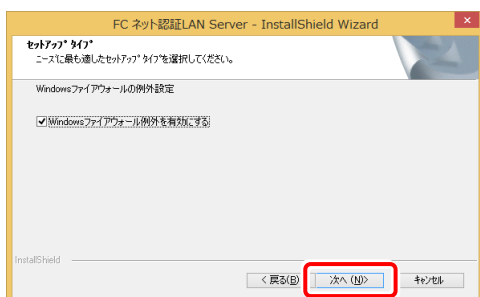 FC ネット認証LAN Server - InstallShield Wizard
セットアップ タイプ
ニーズに最も適したセットアップ タイプを選択してください。
Windowsファイアウォールの例外設定
Windowsファイアウォール例外を有効にする
InstallShield
< 戻る(B)
次へ (N)>
キャンセル